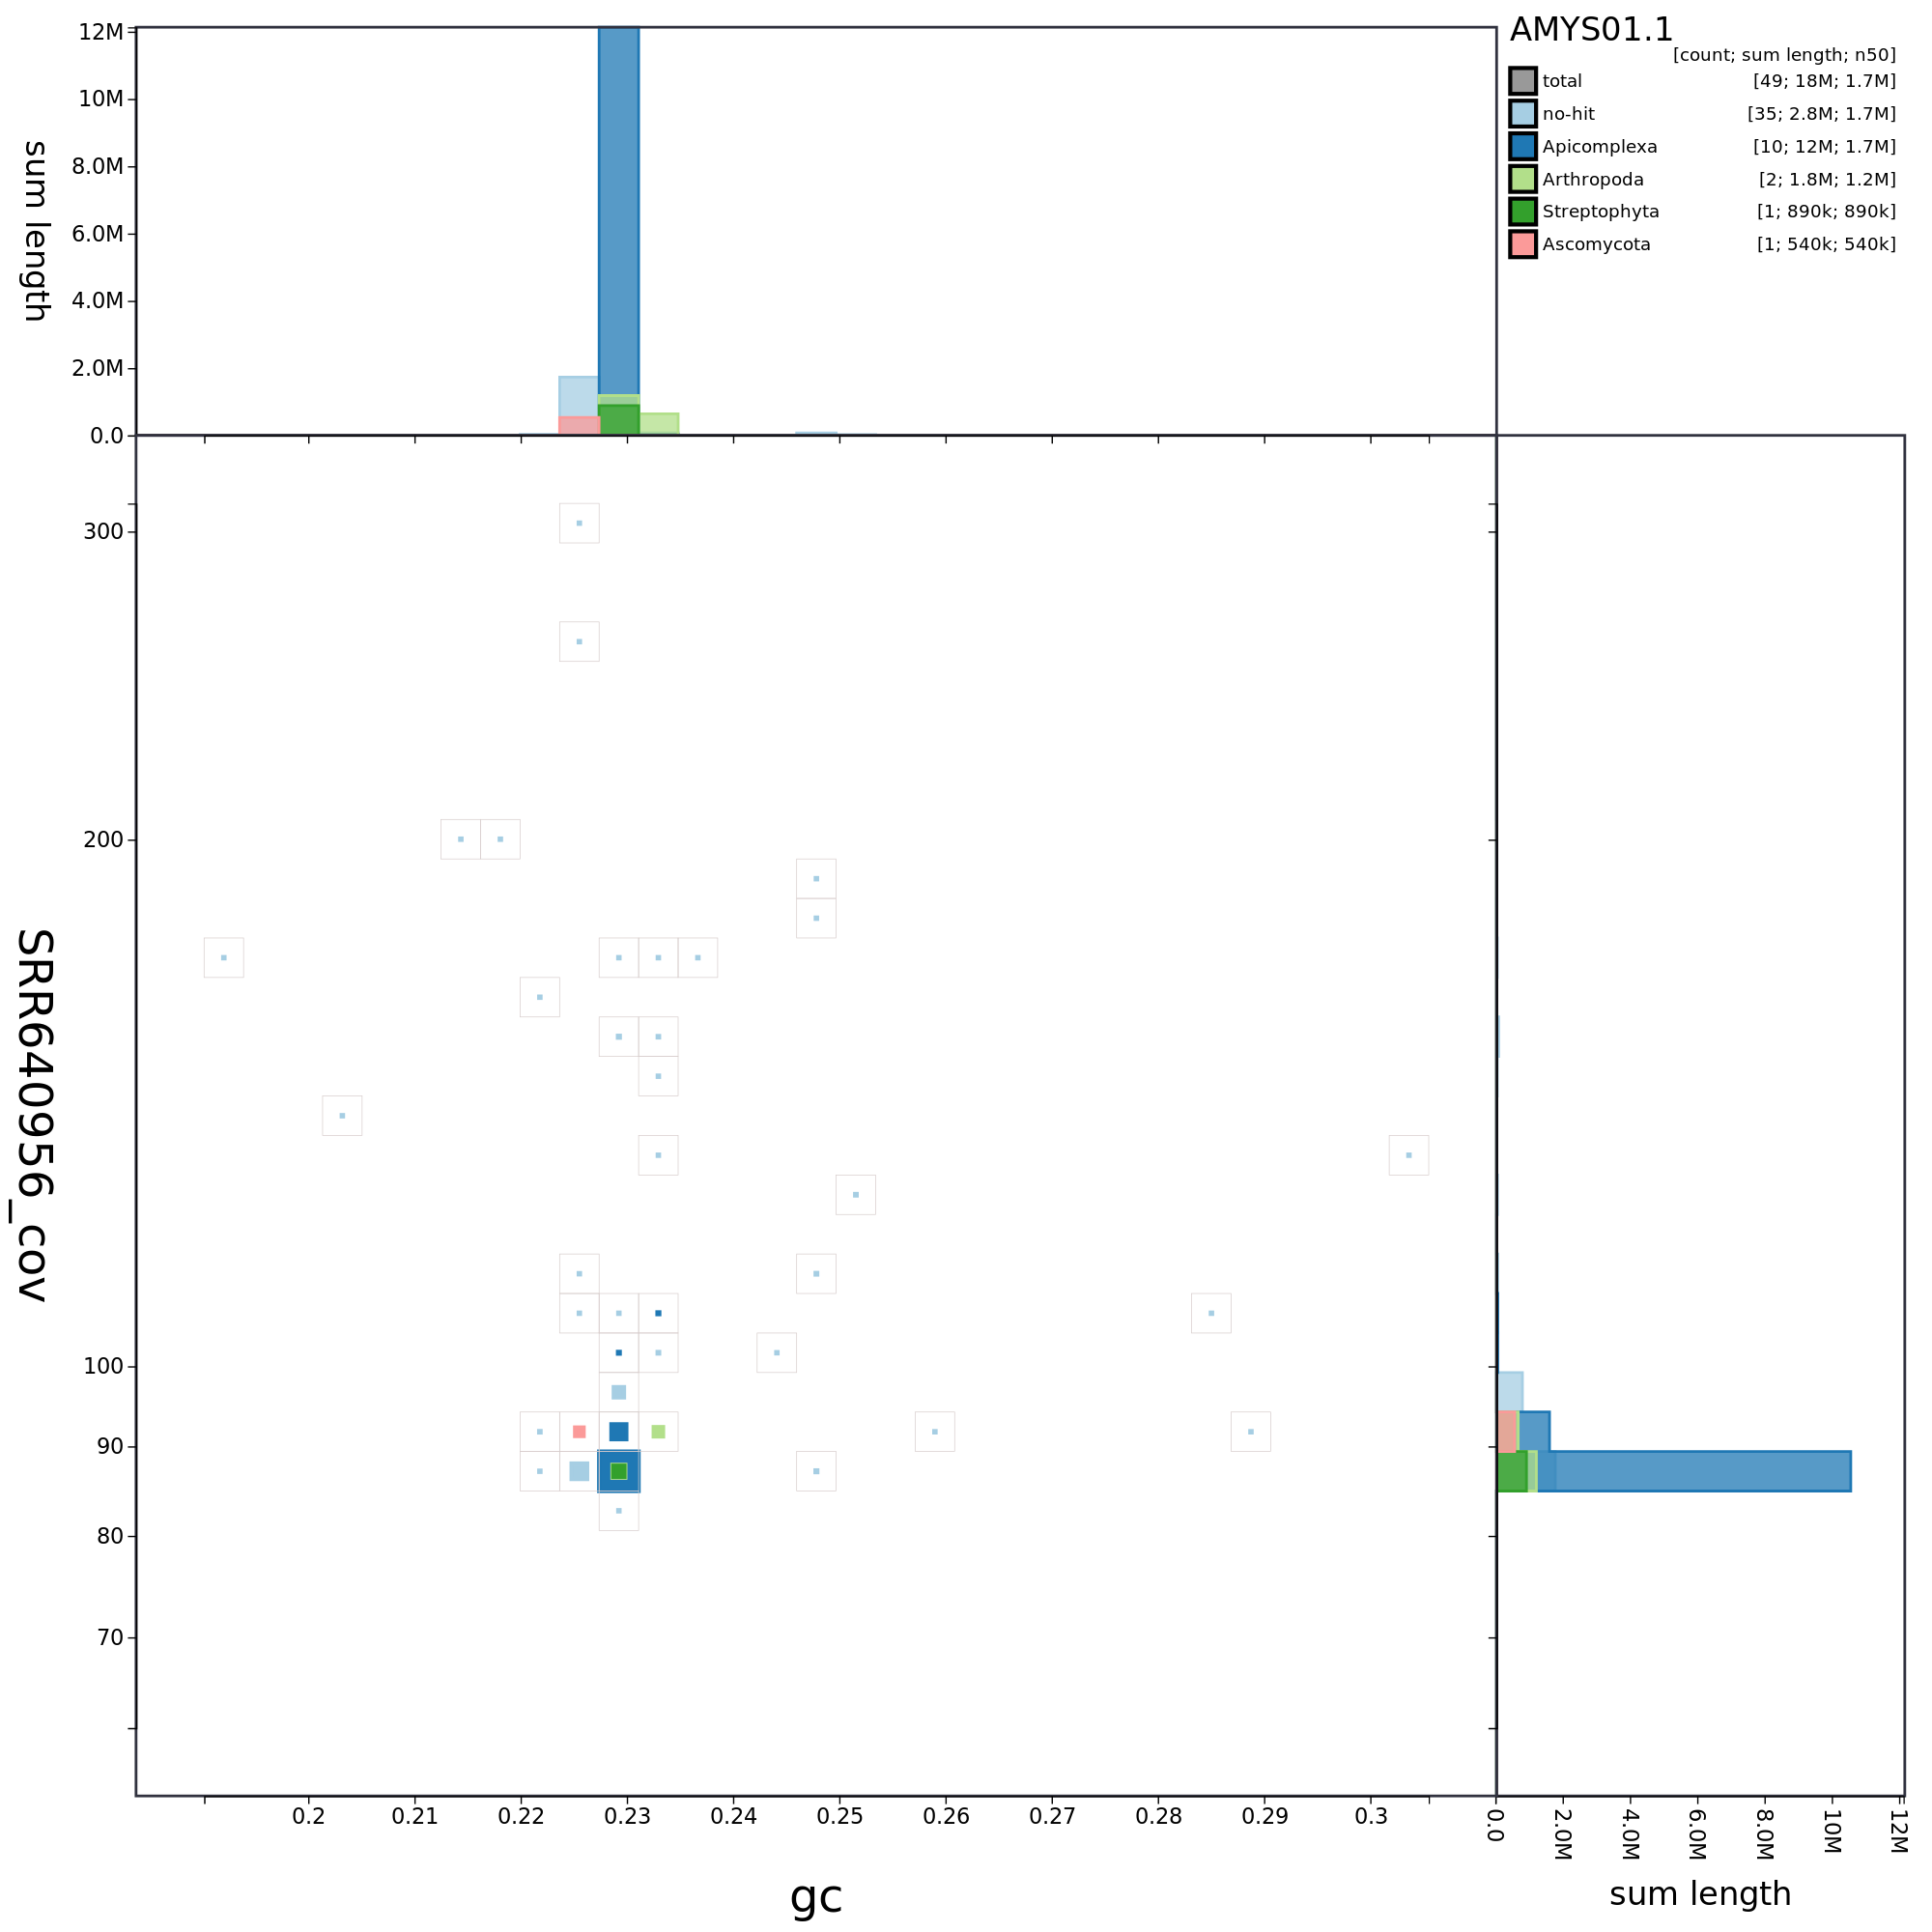 AMYS01.1
[count; sum length; n50]
total [49; 18M; 1.7M]
no-hit [35; 2.8M; 1.7M]
Apicomplexa [10; 12M; 1.7M]
Arthropoda [2; 1.8M; 1.2M]
Streptophyta [1; 890k; 890k]
Ascomycota [1; 540k; 540k]
12M
10M
8.0M
6.0M
4.0M
2.0M
0.0
sum length
300
200
100
90
80
70
SRR640956_cov
0.2 0.21 0.22 0.23 0.24 0.25 0.26 0.27 0.28 0.29 0.3
gc
0.0 2.0M 4.0M 6.0M 8.0M 10M 12M
sum length